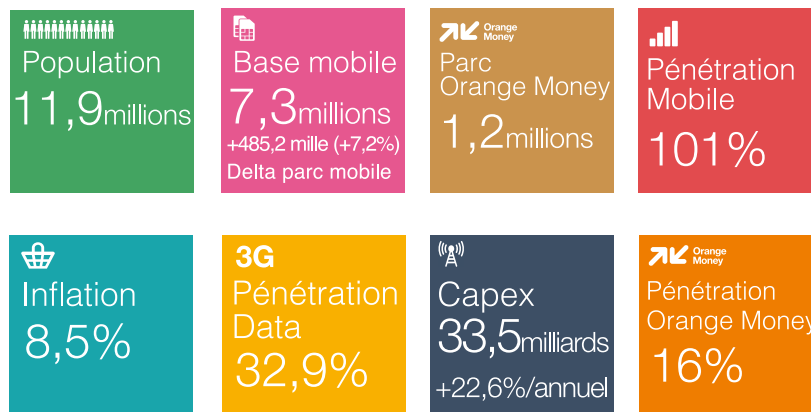 Population
11,9millions
Base mobile
7,3millions
+485,2 mille (+7,2%)
Delta parc mobile
Orange
Money
Parc
Orange Money
1,2millions
Pénétration
Mobile
101%
Inflation
8,5%
3G
Pénétration
Data
32,9%
Capex
33,5milliards
+22,6%/annuel
Orange
Money
Pénétration
Orange Money
16%